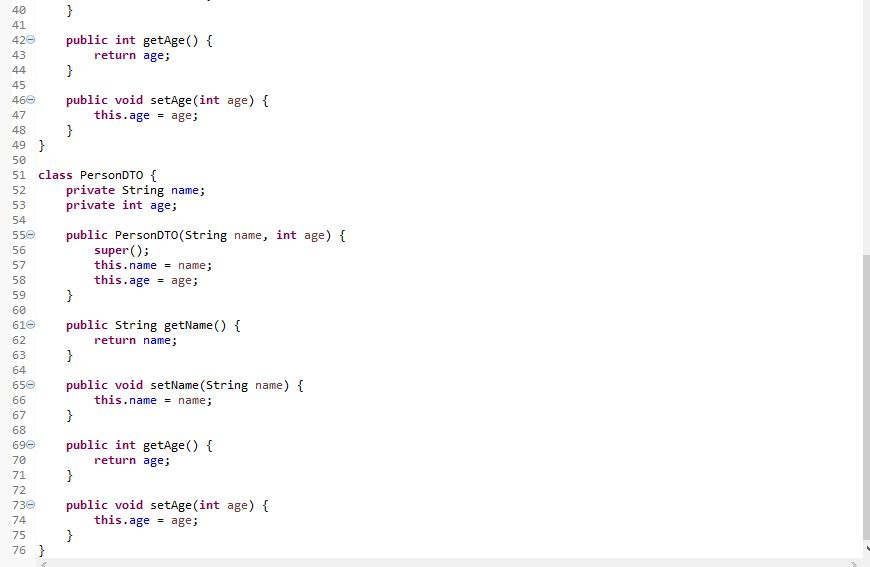 40     }
41
42     public int getAge() {
43         return age;
44     }
45
46     public void setAge(int age) {
47         this.age = age;
48     }
49 }
50
51 class PersonDTO {
52     private String name;
53     private int age;
54
55     public PersonDTO(String name, int age) {
56         super();
57         this.name = name;
58         this.age = age;
59     }
60
61     public String getName() {
62         return name;
63     }
64
65     public void setName(String name) {
66         this.name = name;
67     }
68
69     public int getAge() {
70         return age;
71     }
72
73     public void setAge(int age) {
74         this.age = age;
75     }
76 }